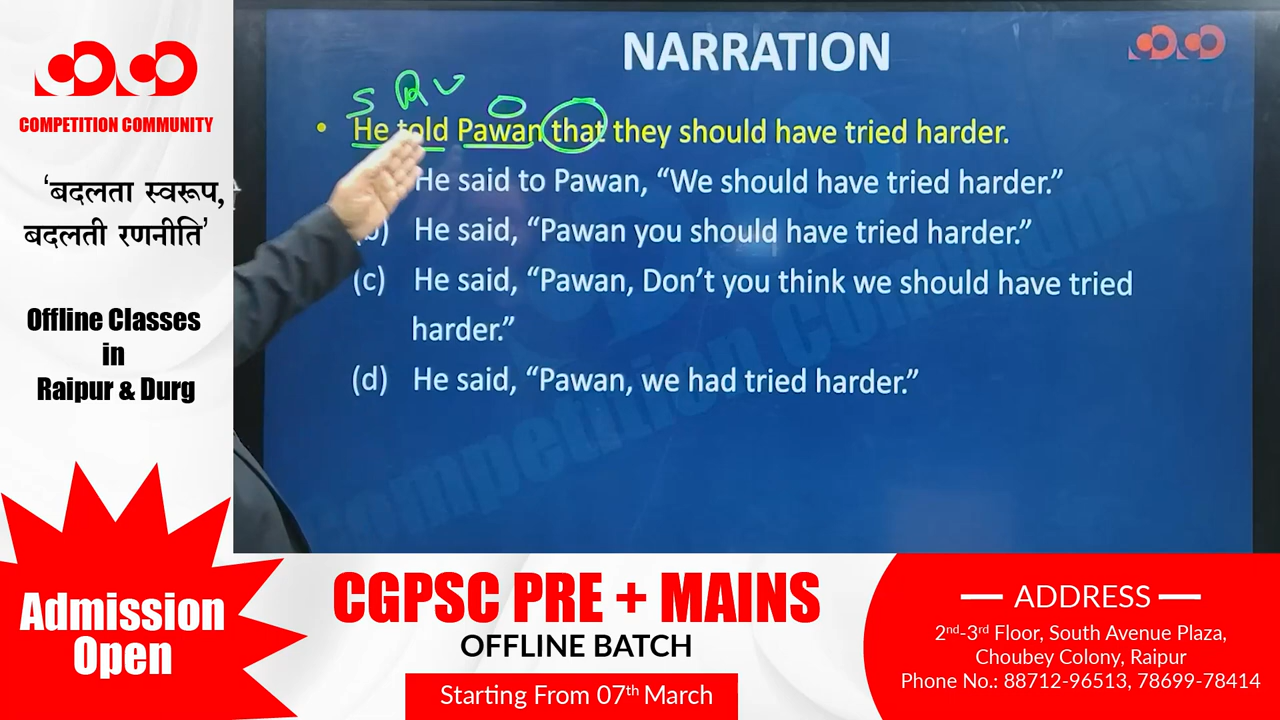 COMPETITION COMMUNITY
'बदलता स्वरूप,
बदलती रणनीति'
Offline Classes
in
Raipur & Durg
Admission
Open
NARRATION
S RV
O
• He told Pawan that they should have tried harder.
He said to Pawan, “We should have tried harder.”
b) He said, “Pawan you should have tried harder.”
(c) He said, “Pawan, Don’t you think we should have tried
harder.”
(d) He said, “Pawan, we had tried harder.”
Competition Community
CGPSC PRE + MAINS
OFFLINE BATCH
Starting From 07th March
ADDRESS
2nd-3rd Floor, South Avenue Plaza,
Choubey Colony, Raipur
Phone No.: 88712-96513, 78699-78414